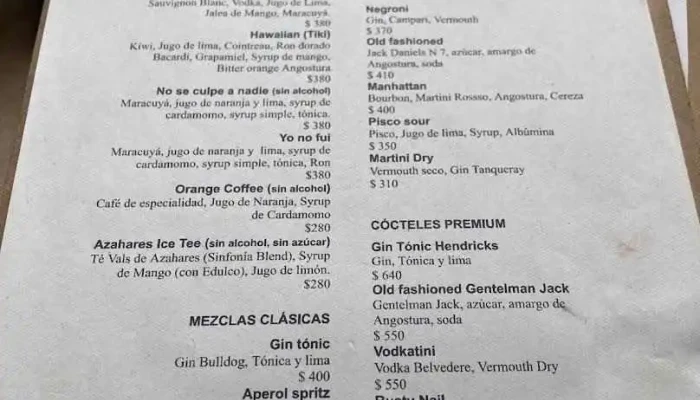 Sauvignon Blanc, Vodka, Jugo de Lima,
Jalea de Mango, Maracuyá.
$ 380
Hawaiian (Tiki)
Kiwi, Jugo de lima, Cointreau, Ron dorado
Bacardi, Grapamiel, Syrup de mango,
Bitter orange Angostura
$380
No se culpe a nadie (sin alcohol)
Maracuyá, jugo de naranja y lima, syrup de
cardamomo, syrup simple, tónica.
$ 380
Yo no fui
Maracuyá, jugo de naranja y lima, syrup de
cardamomo, syrup simple, tónica, Ron
$380
Orange Coffee (sin alcohol)
Café de especialidad, Jugo de Naranja, Syrup
de Cardamomo
$280
Azahares Ice Tee (sin alcohol, sin azúcar)
Té Vals de Azahares (Sinfonía Blend), Syrup
de Mango (con Edulco), Jugo de limón.
$280
MEZCLAS CLÁSICAS
Gin tónic
Gin Bulldog, Tónica y lima
$ 400
Aperol spritz
Negroni
Gin, Campari, Vermouth
$ 370
Old fashioned
Jack Daniels N 7, azúcar, amargo de
Angostura, soda
$ 410
Manhattan
Bourbon, Martini Rossso, Angostura, Cereza
$ 400
Pisco sour
Pisco, Jugo de lima, Syrup, Albúmina
$ 350
Martini Dry
Vermouth seco, Gin Tanqueray
$ 310
CÓCTELES PREMIUM
Gin Tónic Hendricks
Gin, Tónica y lima
$ 640
Old fashioned Gentelman Jack
Gentelman Jack, azúcar, amargo de
Angostura, soda
$ 550
Vodkatini
Vodka Belvedere, Vermouth Dry
$ 550
Rusty Nail